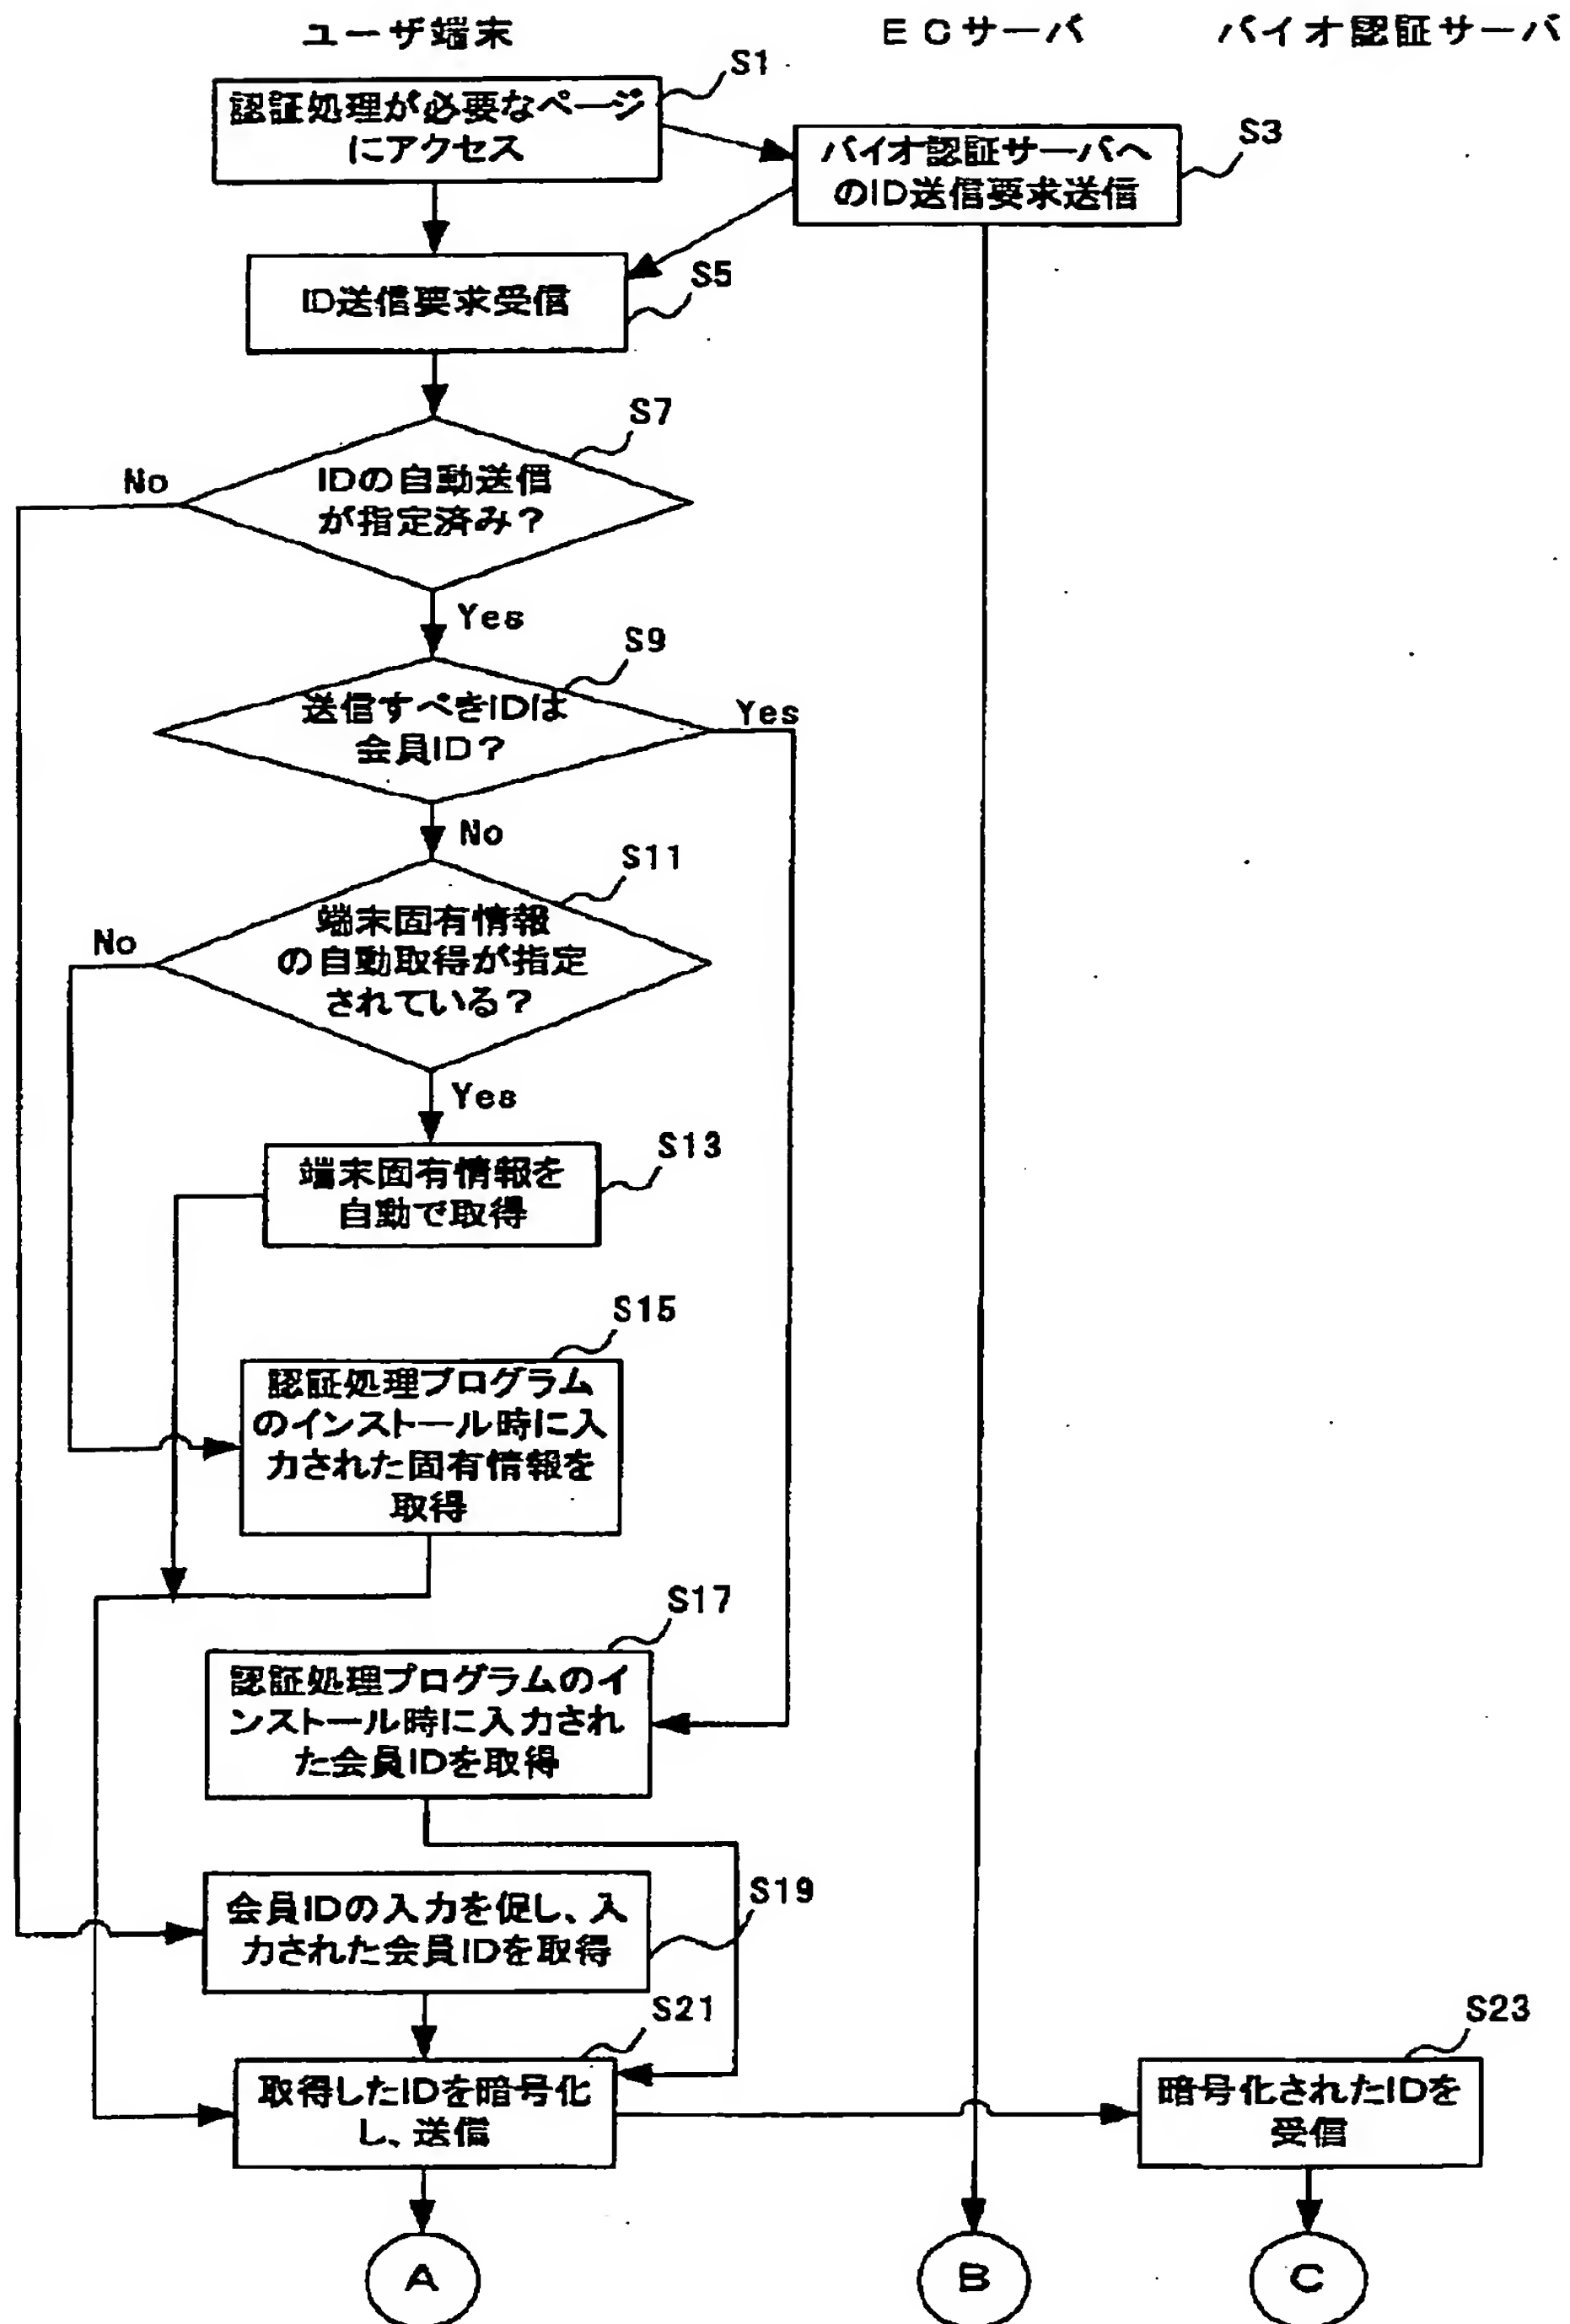 ユーザ端末
ECサーバ
バイオ認証サーバ
S1
認証処理が必要なページ
にアクセス
S3
バイオ認証サーバへ
のID送信要求送信
S5
ID送信要求受信
S7
No
IDの自動送信
が指定済み?
Yes
S9
送信すべきIDは
会員ID?
Yes
No
S11
No
端末固有情報
の自動取得が指定
されている?
Yes
S13
端末固有情報を
自動で取得
S15
認証処理プログラム
のインストール時に入
力された固有情報を
取得
S17
認証処理プログラムのイ
ンストール時に入力され
た会員IDを取得
S19
会員IDの入力を促し、入
力された会員IDを取得
S21
取得したIDを暗号化
し、送信
S23
暗号化されたIDを
受信
A
B
C